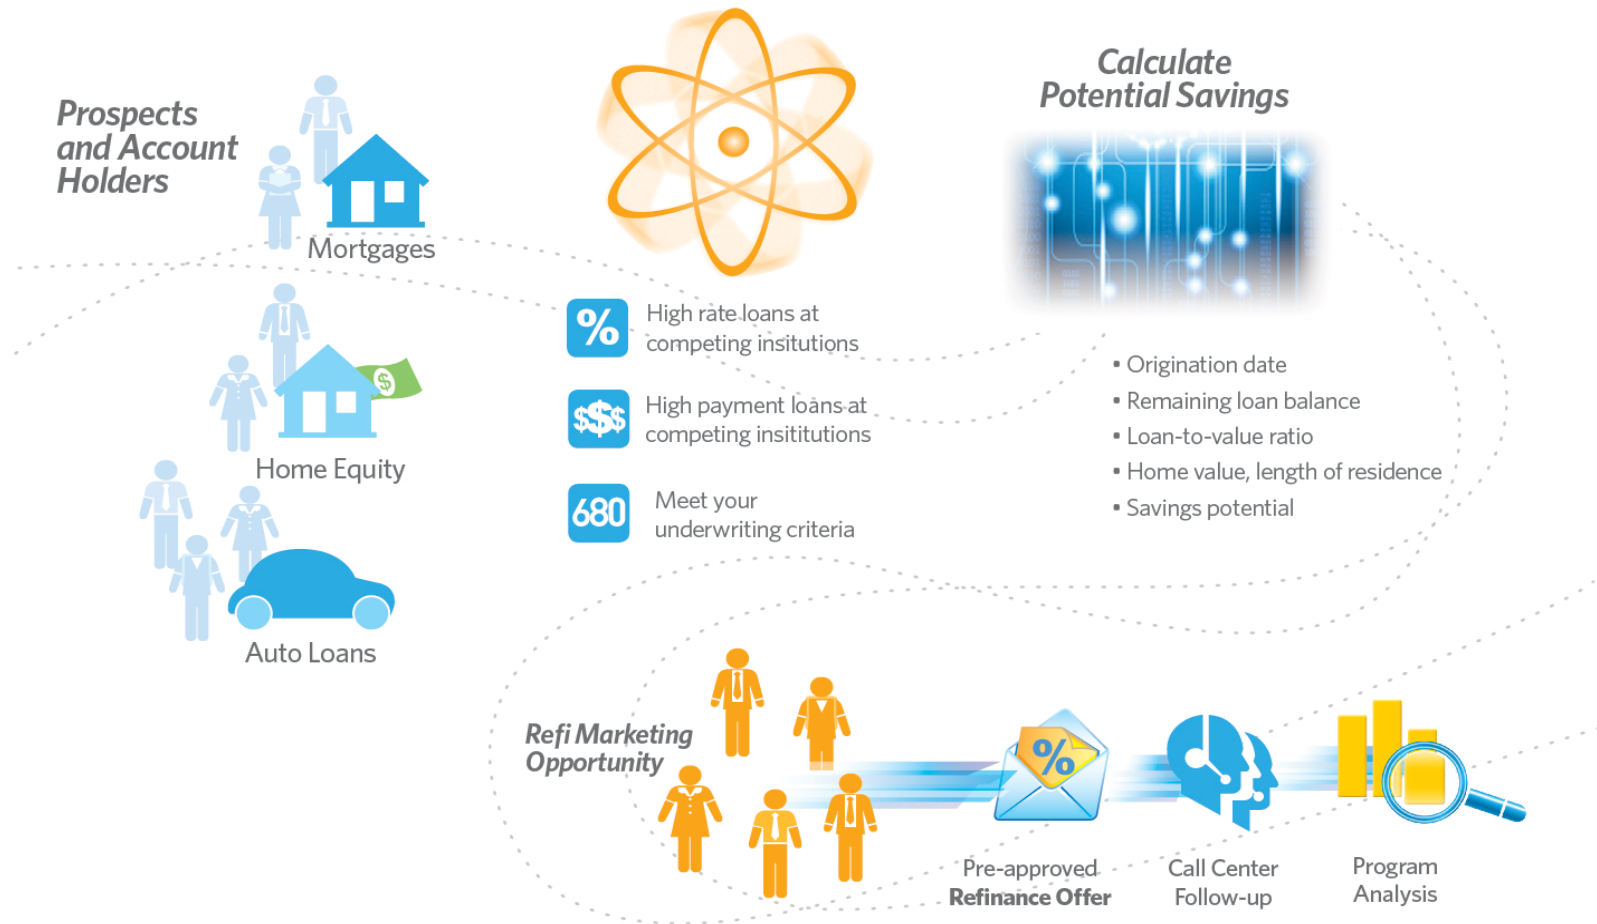 Prospects
and Account
Holders
Mortgages
$
Home Equity
Auto Loans
%
High rate loans at
competing insitutions
$$$
High payment loans at
competing insititutions
680
Meet your
underwriting criteria
Calculate
Potential Savings
• Origination date
• Remaining loan balance
• Loan-to-value ratio
• Home value, length of residence
• Savings potential
Refi Marketing
Opportunity
%
Pre-approved
Refinance Offer
Call Center
Follow-up
Program
Analysis